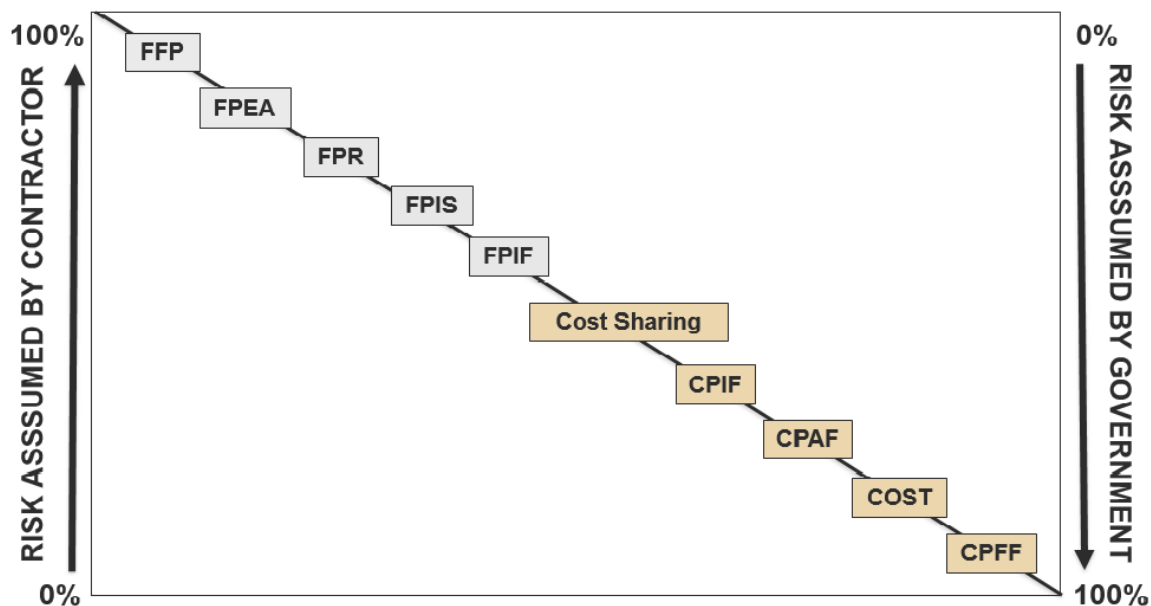 100%
0%
FFP
FPEA
FPR
FPIS
FPIF
Cost Sharing
CPIF
CPAF
COST
CPFF
0%
100%
RISK ASSSUMED BY CONTRACTOR
RISK ASSSUMED BY GOVERNMENT